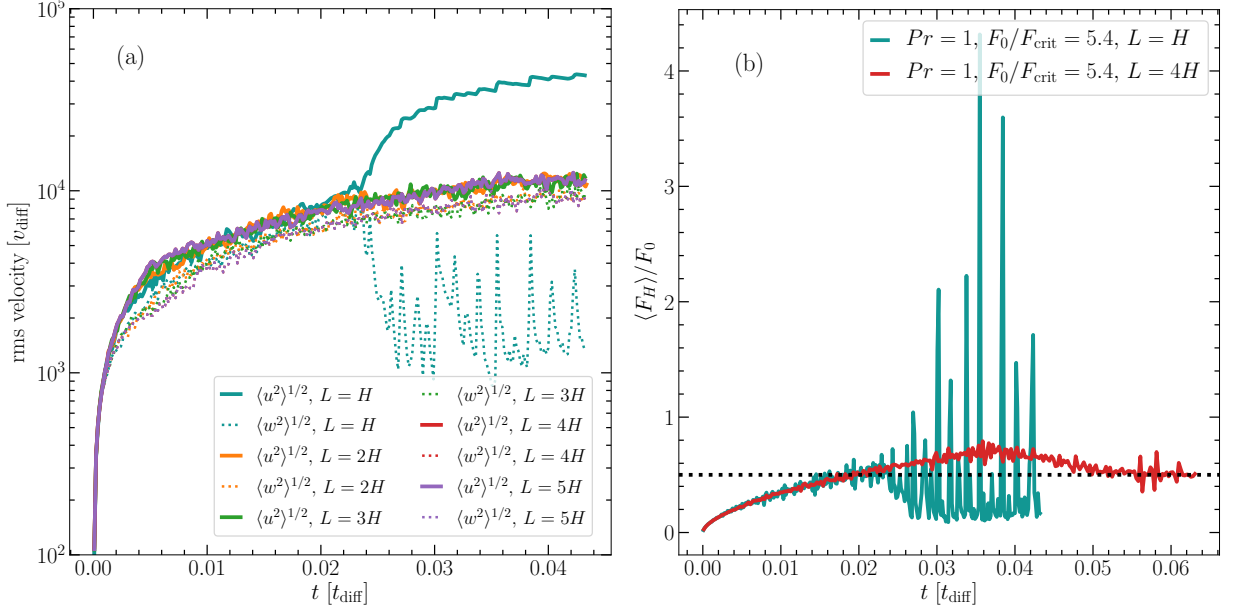 (a)
rms velocity [v_diff]
10^5
10^4
10^3
10^2
⟨u^2⟩^{1/2}, L = H
⟨w^2⟩^{1/2}, L = H
⟨u^2⟩^{1/2}, L = 2H
⟨w^2⟩^{1/2}, L = 2H
⟨u^2⟩^{1/2}, L = 3H
⟨w^2⟩^{1/2}, L = 3H
⟨u^2⟩^{1/2}, L = 4H
⟨w^2⟩^{1/2}, L = 4H
⟨u^2⟩^{1/2}, L = 5H
⟨w^2⟩^{1/2}, L = 5H
0.00 0.01 0.02 0.03 0.04
t [t_diff]
(b)
Pr = 1, F_0/F_crit = 5.4, L = H
Pr = 1, F_0/F_crit = 5.4, L = 4H
⟨F_H⟩/F_0
4
3
2
1
0
0.00 0.01 0.02 0.03 0.04 0.05 0.06
t [t_diff]